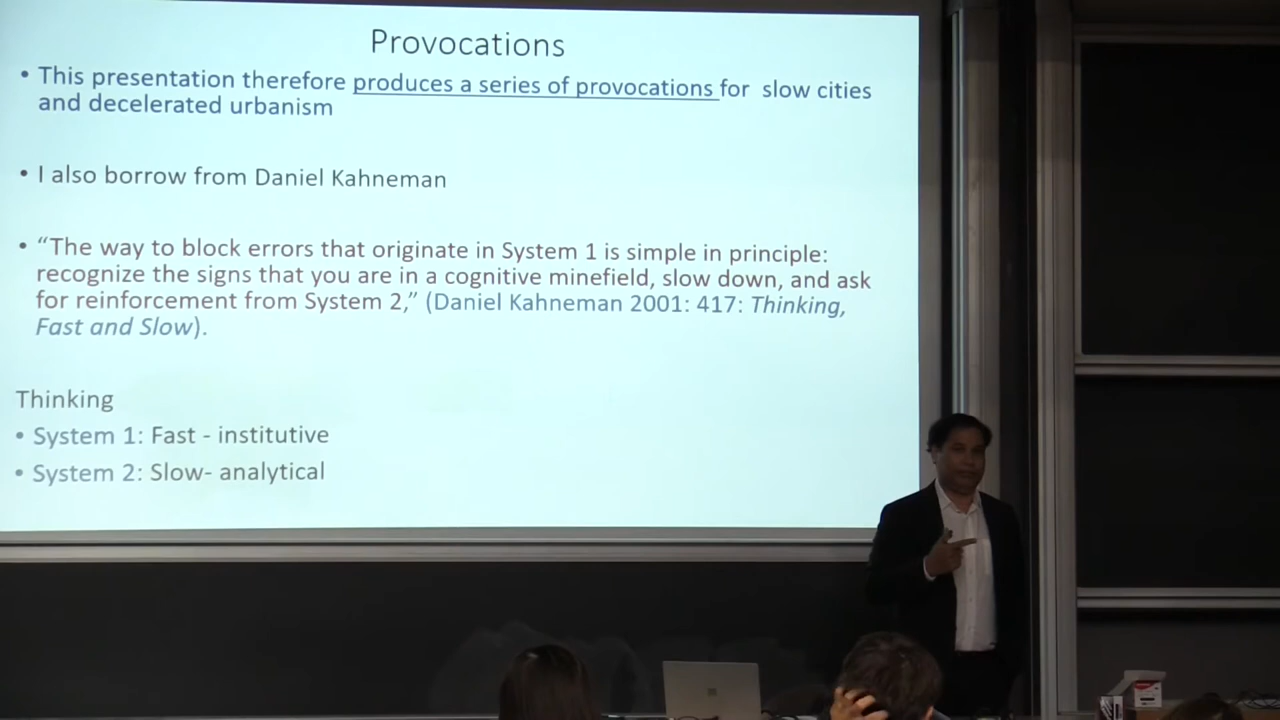 Provocations
• This presentation therefore produces a series of provocations for slow cities
and decelerated urbanism
• I also borrow from Daniel Kahneman
• “The way to block errors that originate in System 1 is simple in principle:
recognize the signs that you are in a cognitive minefield, slow down, and ask
for reinforcement from System 2,” (Daniel Kahneman 2001: 417: Thinking,
Fast and Slow).
Thinking
• System 1: Fast - institutive
• System 2: Slow- analytical